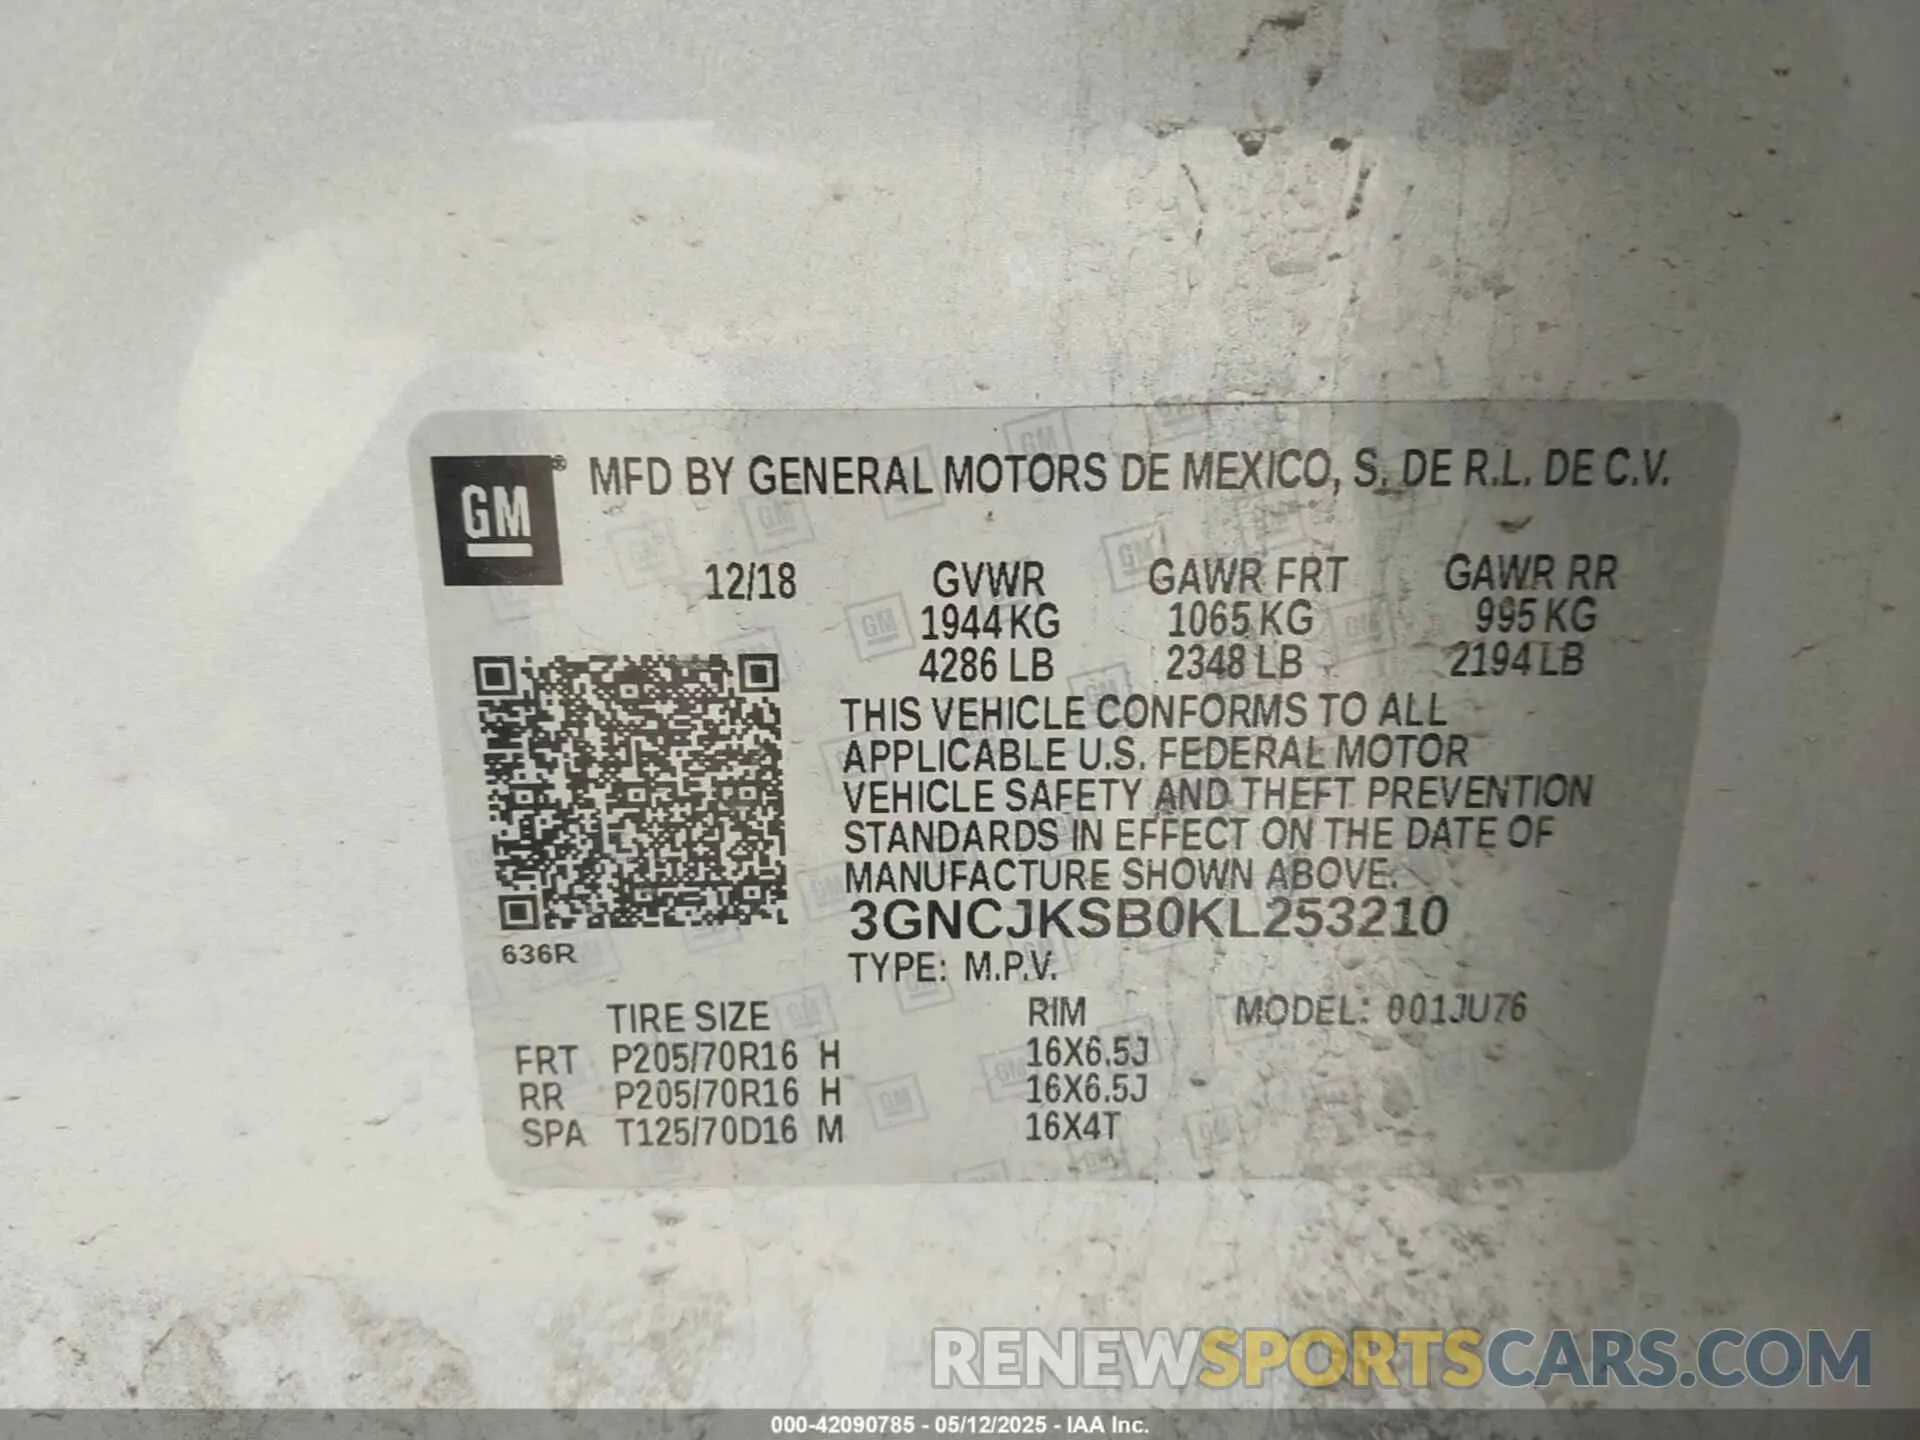 GM® MFD BY GENERAL MOTORS DE MEXICO, S. DE R.L. DE C.V.
12/18 GVWR GAWR FRT GAWR RR
1944 KG 1065 KG 995 KG
4286 LB 2348 LB 2194 LB
THIS VEHICLE CONFORMS TO ALL
APPLICABLE U.S. FEDERAL MOTOR
VEHICLE SAFETY AND THEFT PREVENTION
STANDARDS IN EFFECT ON THE DATE OF
MANUFACTURE SHOWN ABOVE.
3GNCJKSB0KL253210
636R
TYPE: M.P.V.
TIRE SIZE RIM MODEL: 001JU76
FRT P205/70R16 H 16X6.5J
RR P205/70R16 H 16X6.5J
SPA T125/70D16 M 16X4T
RENEWSPORTSCARS.COM
000-42090785 - 05/12/2025 - IAA Inc.